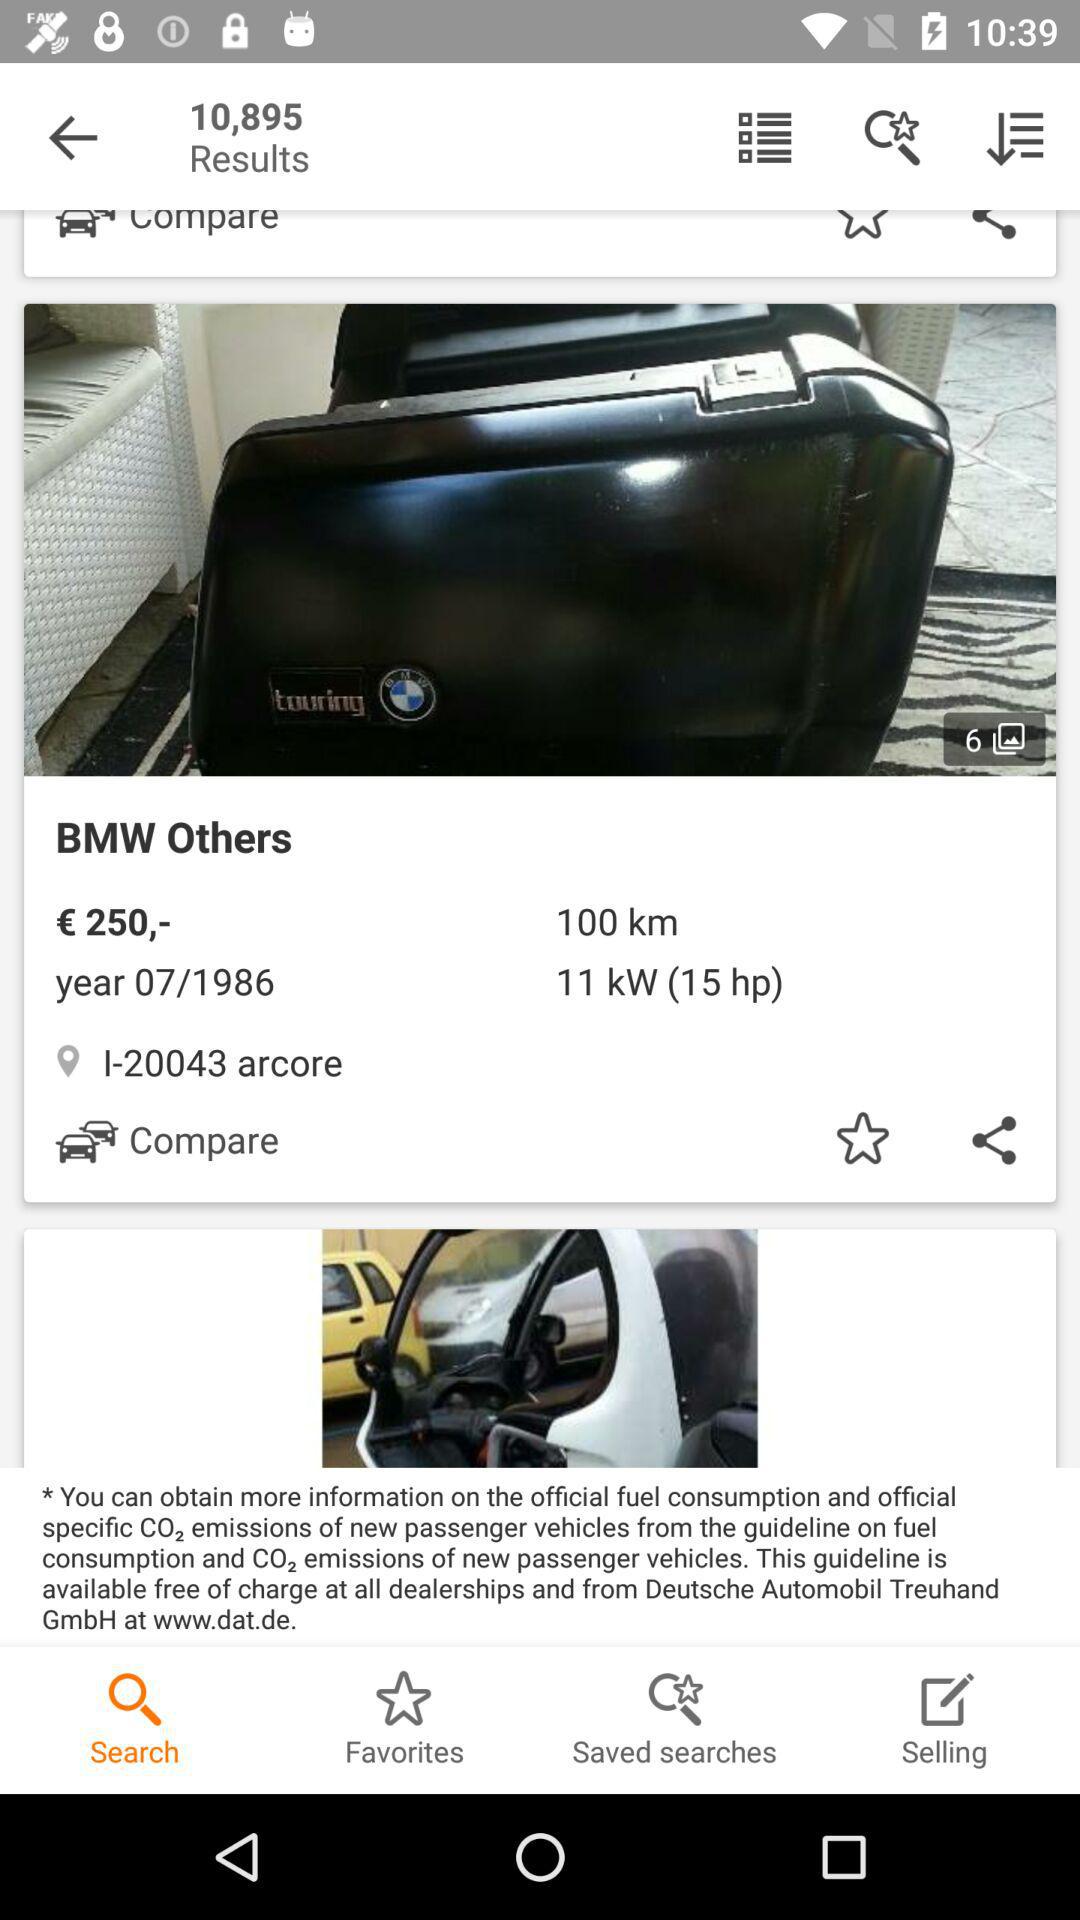 FAKE
10:39
10,895
Results
Compare
touring
BMW
6
BMW Others
€ 250,-
100 km
year 07/1986
11 kW (15 hp)
I-20043 arcore
Compare
* You can obtain more information on the official fuel consumption and official
specific CO₂ emissions of new passenger vehicles from the guideline on fuel
consumption and CO₂ emissions of new passenger vehicles. This guideline is
available free of charge at all dealerships and from Deutsche Automobil Treuhand
GmbH at www.dat.de.
Search
Favorites
Saved searches
Selling